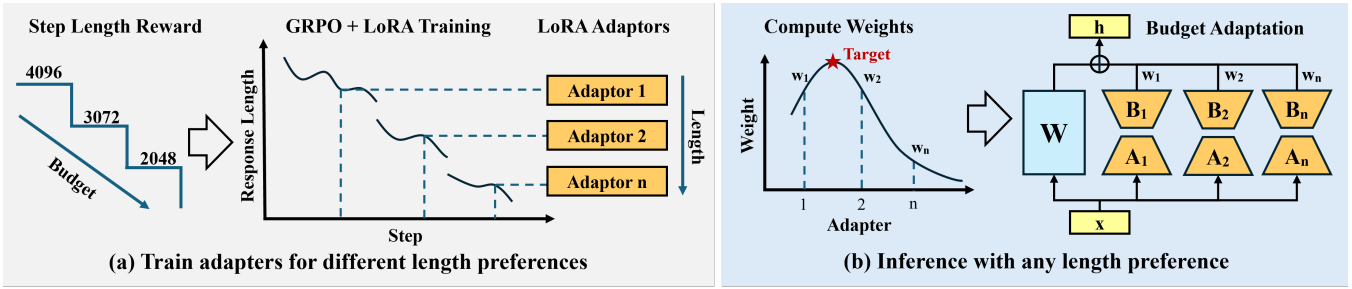 Step Length Reward
4096
3072
2048
Budget
GRPO + LoRA Training
Response Length
Step
LoRA Adaptors
Adaptor 1
Adaptor 2
Adaptor n
Length
(a) Train adapters for different length preferences
Compute Weights
Target
w1
w2
wn
Weight
1
2
n
Adapter
Budget Adaptation
h
w1
w2
wn
W
B1
B2
Bn
A1
A2
An
x
(b) Inference with any length preference